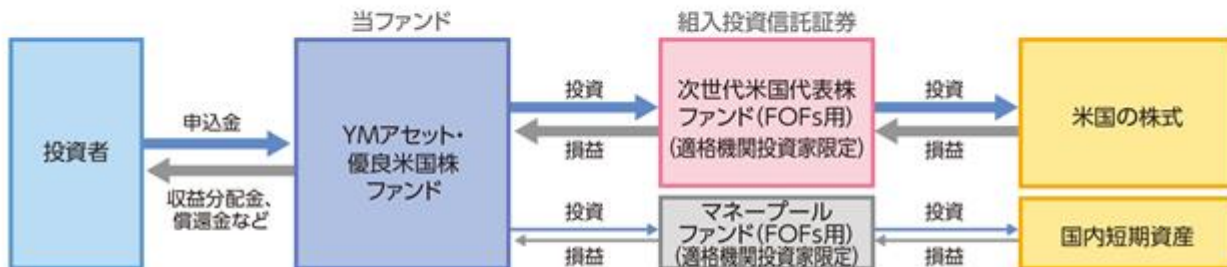 当ファンド
組入投資信託証券
投資者
申込金
収益分配金、
償還金など
YMアセット・
優良米国株
ファンド
投資
損益
次世代米国代表株
ファンド(FOFs用)
(適格機関投資家限定)
投資
損益
米国の株式
投資
損益
マネープール
ファンド(FOFs用)
(適格機関投資家限定)
投資
損益
国内短期資産